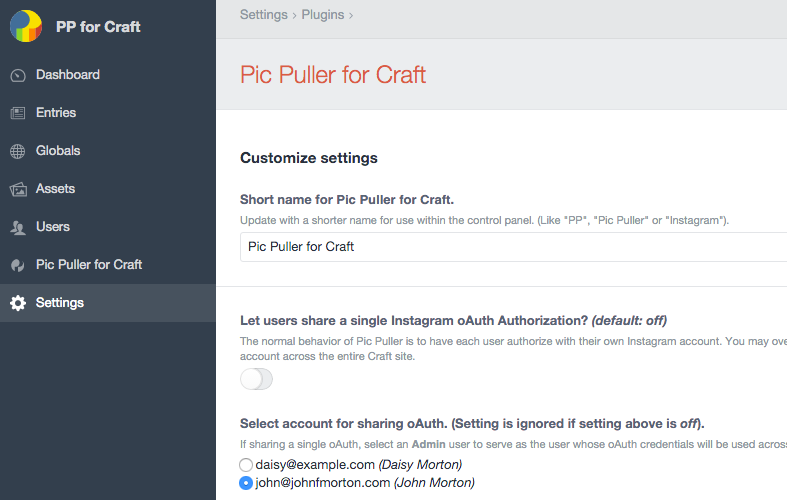 PP for Craft
Dashboard
Entries
Globals
Assets
Users
Pic Puller for Craft
Settings
Settings › Plugins ›
Pic Puller for Craft
Customize settings
Short name for Pic Puller for Craft.
Update with a shorter name for use within the control panel. (Like "PP", "Pic Puller" or "Instagram").
Pic Puller for Craft
Let users share a single Instagram oAuth Authorization? (default: off)
The normal behavior of Pic Puller is to have each user authorize with their own Instagram account. You may ove
account across the entire Craft site.
Select account for sharing oAuth. (Setting is ignored if setting above is off).
If sharing a single oAuth, select an Admin user to serve as the user whose oAuth credentials will be used across
daisy@example.com (Daisy Morton)
john@johnfmorton.com (John Morton)